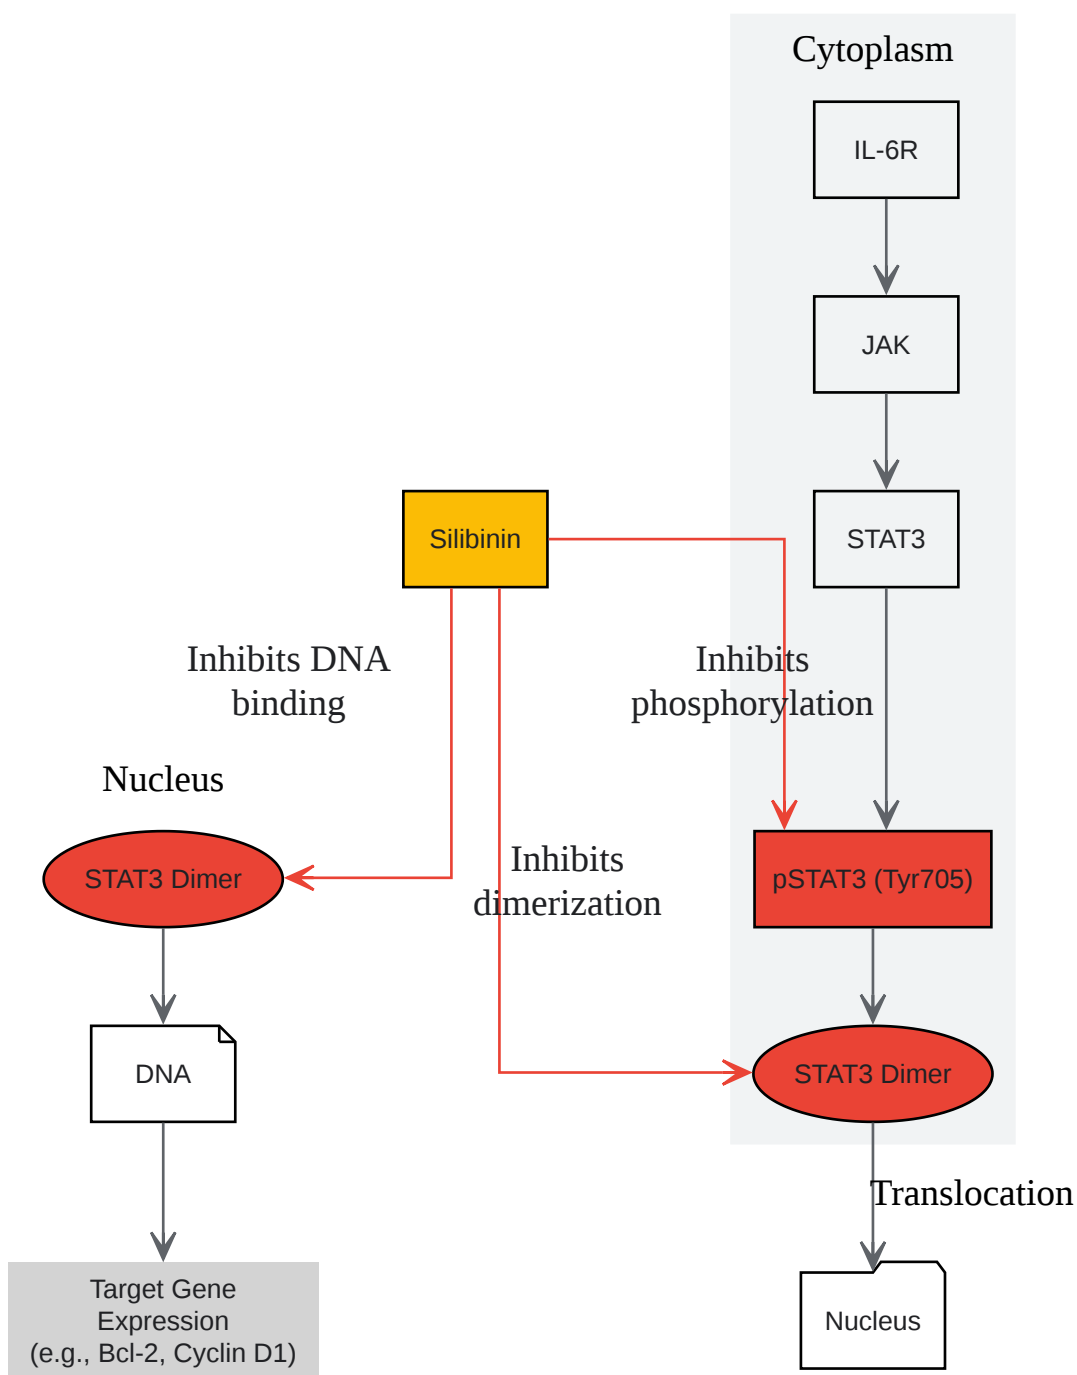 Cytoplasm
IL-6R
JAK
Silibinin
STAT3
Inhibits DNA
binding
Inhibits
phosphorylation
Nucleus
STAT3 Dimer
Inhibits
dimerization
pSTAT3 (Tyr705)
DNA
STAT3 Dimer
Translocation
Target Gene
Expression
(e.g., Bcl-2, Cyclin D1)
Nucleus